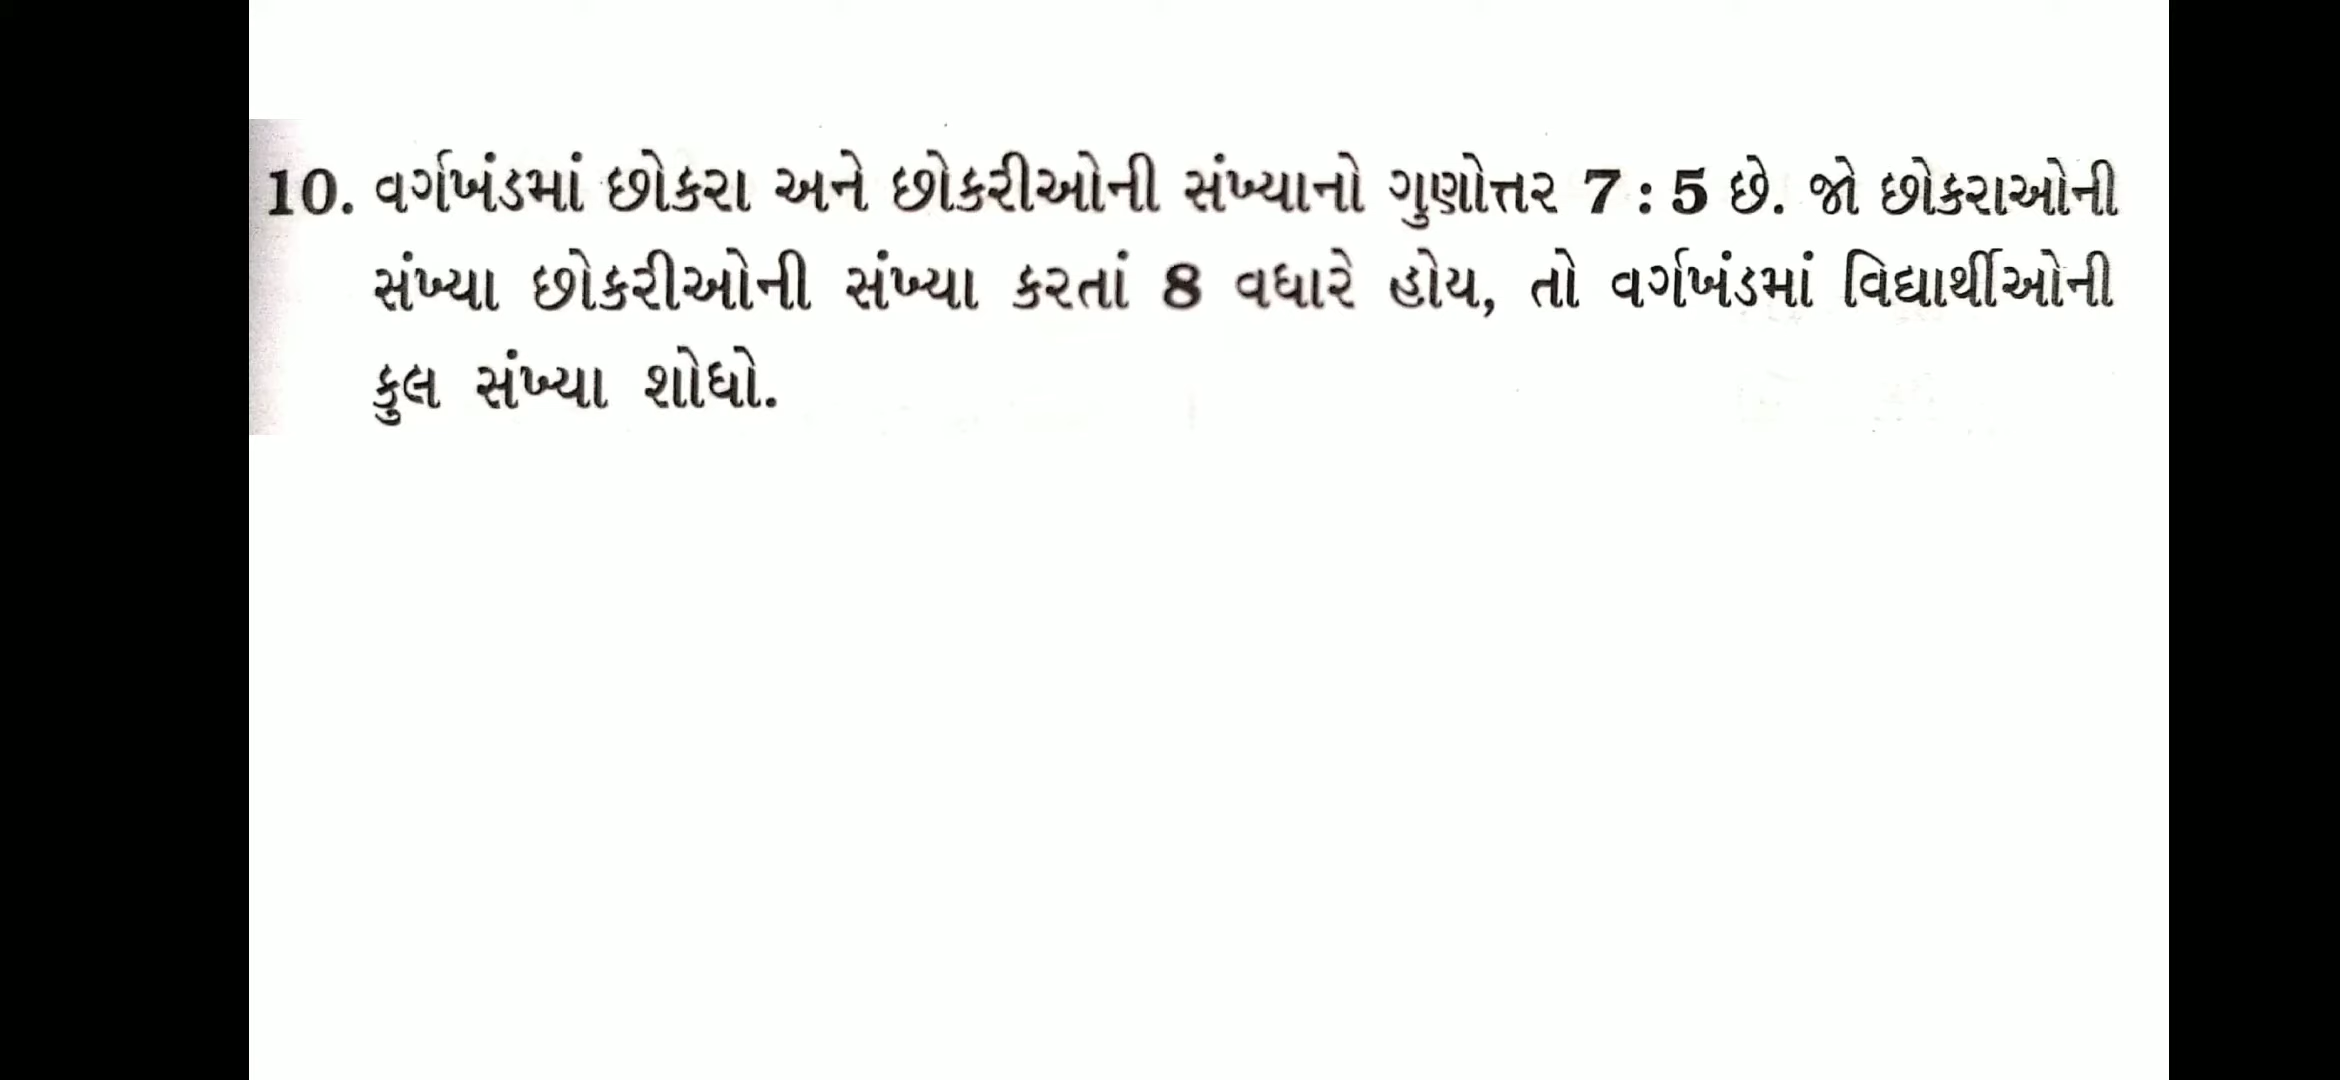 10. વર્ગખંડમાં છોકરા અને છોકરીઓની સંખ્યાનો ગુણોત્તર 7 : 5 છે. જો છોકરાઓની
સંખ્યા છોકરીઓની સંખ્યા કરતાં 8 વધારે હોય, તો વર્ગખંડમાં વિદ્યાર્થીઓની
કુલ સંખ્યા શોધો.